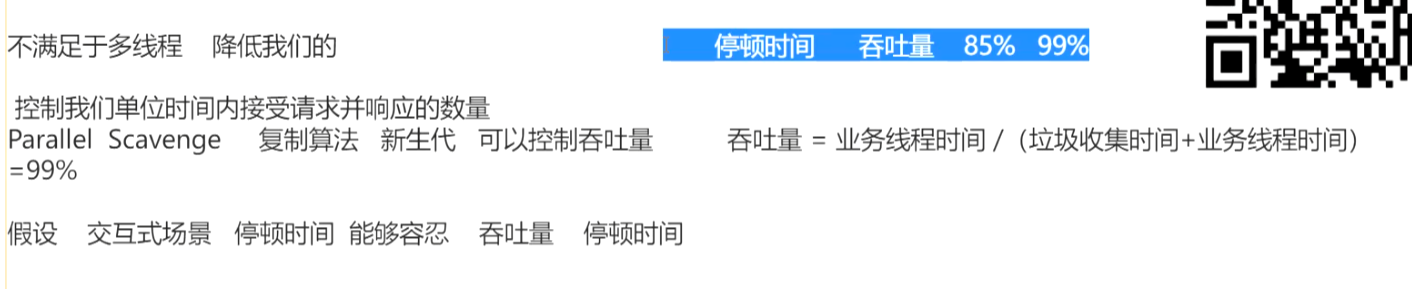 不满足于多线程 降低我们的 停顿时间 吞吐量 85% 99%
控制我们单位时间内接受请求并响应的数量
Parallel Scavenge 复制算法 新生代 可以控制吞吐量 吞吐量 = 业务线程时间 /（垃圾收集时间+业务线程时间）
=99%
假设 交互式场景 停顿时间 能够容忍 吞吐量 停顿时间